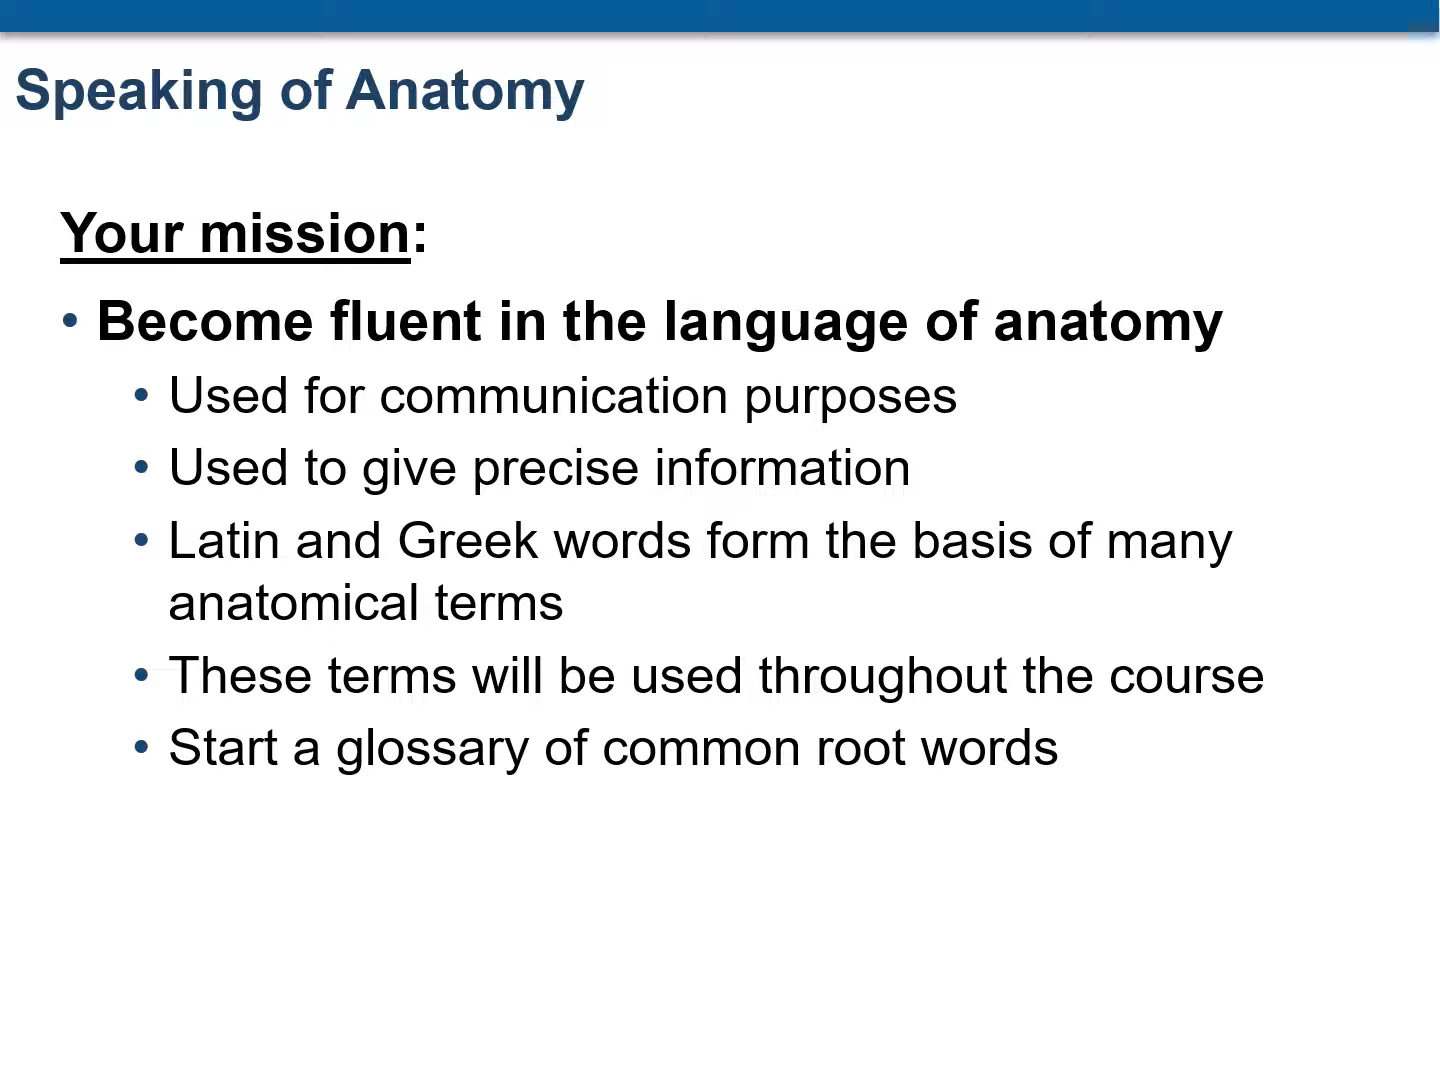 Speaking of Anatomy
Your mission:
• Become fluent in the language of anatomy
• Used for communication purposes
• Used to give precise information
• Latin and Greek words form the basis of many
anatomical terms
• These terms will be used throughout the course
• Start a glossary of common root words